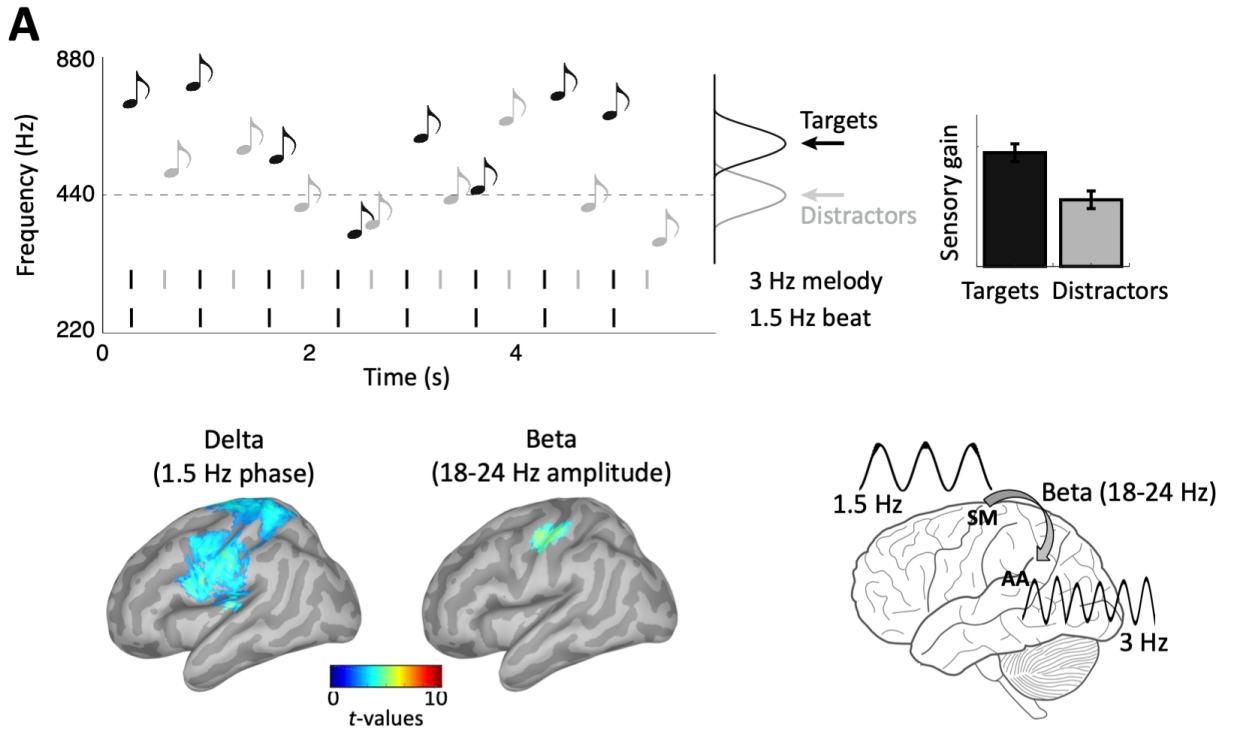 A
880
440
220
Frequency (Hz)
0
2
4
Time (s)
Targets
Distractors
3 Hz melody
1.5 Hz beat
Sensory gain
Targets Distractors
Delta
(1.5 Hz phase)
Beta
(18-24 Hz amplitude)
0
10
t-values
1.5 Hz
Beta (18-24 Hz)
SM
AA
3 Hz